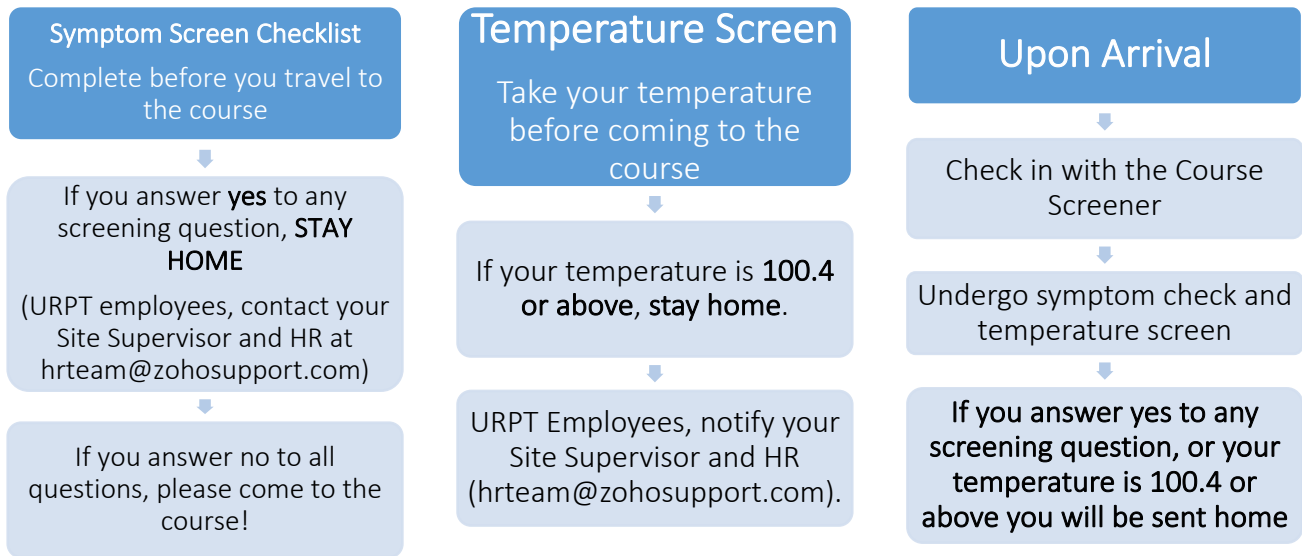 Symptom Screen Checklist
Complete before you travel to
the course
If you answer yes to any
screening question, STAY
HOME
(URPT employees, contact your
Site Supervisor and HR at
hrteam@zohosupport.com)
If you answer no to all
questions, please come to the
course!
Temperature Screen
Take your temperature
before coming to the
course
If your temperature is 100.4
or above, stay home.
URPT Employees, notify your
Site Supervisor and HR
(hrteam@zohosupport.com).
Upon Arrival
Check in with the Course
Screener
Undergo symptom check and
temperature screen
If you answer yes to any
screening question, or your
temperature is 100.4 or
above you will be sent home